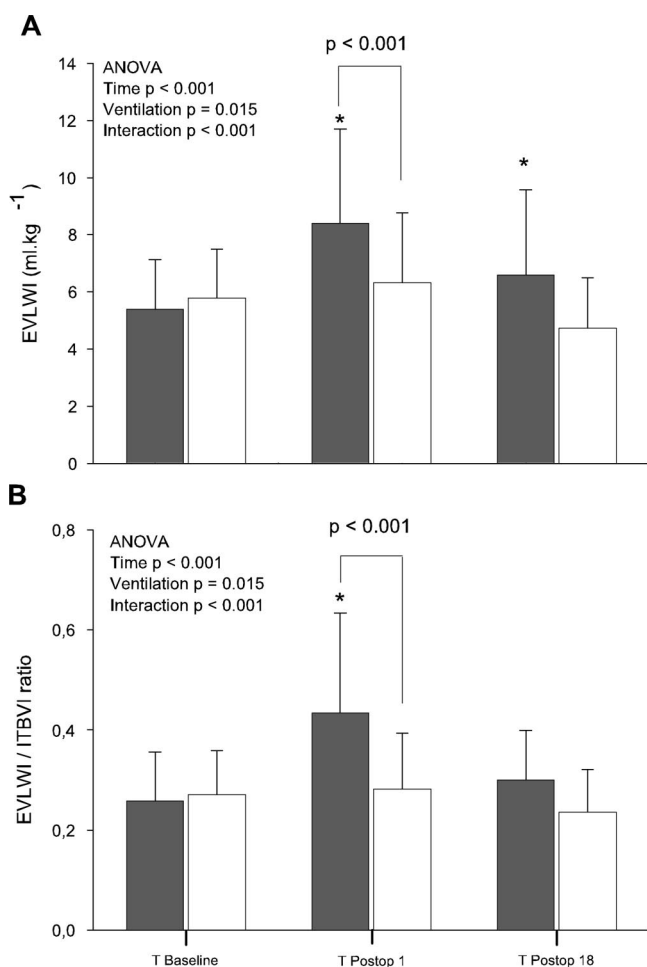 A
p < 0.001
14
ANOVA
Time p < 0.001
Ventilation p = 0.015
Interaction p < 0.001
12
*
*
10
8
6
4
2
0
EVLWI (ml.kg -1)
B
p < 0.001
0,8
ANOVA
Time p < 0.001
Ventilation p = 0.015
Interaction p < 0.001
*
0,6
0,4
0,2
0,0
EVLWI / ITBVI ratio
T Baseline
T Postop 1
T Postop 18